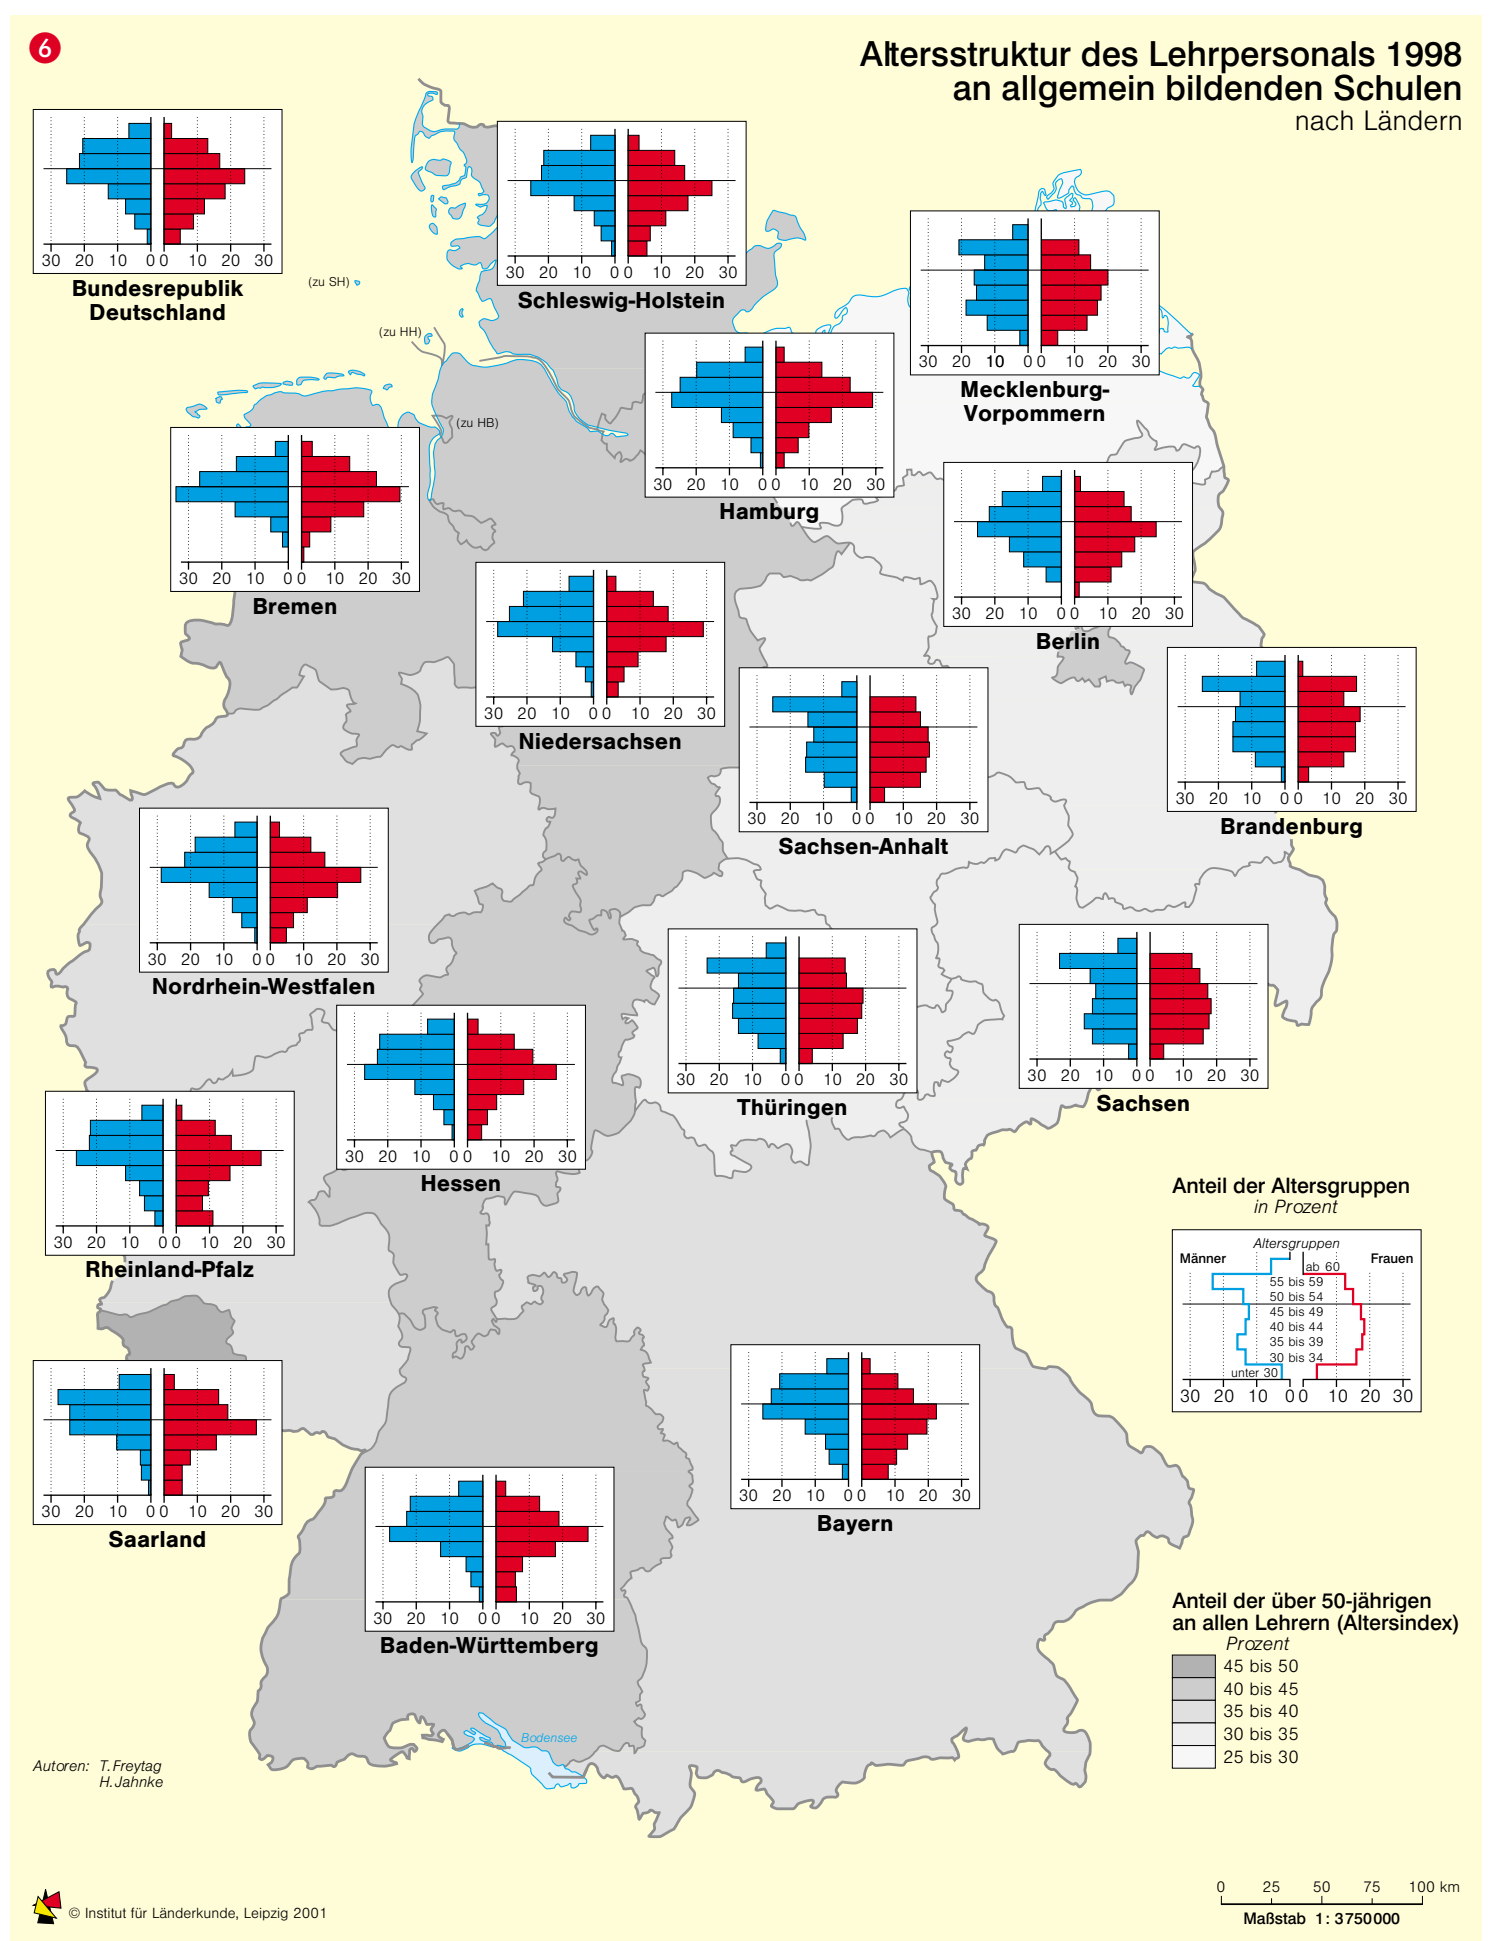 6
Altersstruktur des Lehrpersonals 1998
an allgemein bildenden Schulen
nach Ländern
30 20 10 0 0 10 20 30
Bundesrepublik
Deutschland
(zu SH)
30 20 10 0 0 10 20 30
Schleswig-Holstein
(zu HH)
30 20 10 0 0 10 20 30
Mecklenburg-
Vorpommern
(zu HB)
30 20 10 0 0 10 20 30
Hamburg
30 20 10 0 0 10 20 30
Bremen
30 20 10 0 0 10 20 30
Berlin
30 20 10 0 0 10 20 30
Niedersachsen
30 20 10 0 0 10 20 30
Sachsen-Anhalt
30 20 10 0 0 10 20 30
Brandenburg
30 20 10 0 0 10 20 30
Nordrhein-Westfalen
30 20 10 0 0 10 20 30
Thüringen
30 20 10 0 0 10 20 30
Sachsen
30 20 10 0 0 10 20 30
Hessen
30 20 10 0 0 10 20 30
Rheinland-Pfalz
Anteil der Altersgruppen
in Prozent
Altersgruppen
Männer Frauen
ab 60
55 bis 59
50 bis 54
45 bis 49
40 bis 44
35 bis 39
30 bis 34
unter 30
30 20 10 0 0 10 20 30
30 20 10 0 0 10 20 30
Saarland
30 20 10 0 0 10 20 30
Bayern
30 20 10 0 0 10 20 30
Baden-Württemberg
Anteil der über 50-jährigen
an allen Lehrern (Altersindex)
Prozent
45 bis 50
40 bis 45
35 bis 40
30 bis 35
25 bis 30
Bodensee
Autoren: T. Freytag
H. Jahnke
© Institut für Länderkunde, Leipzig 2001
0 25 50 75 100 km
Maßstab 1 : 3750000